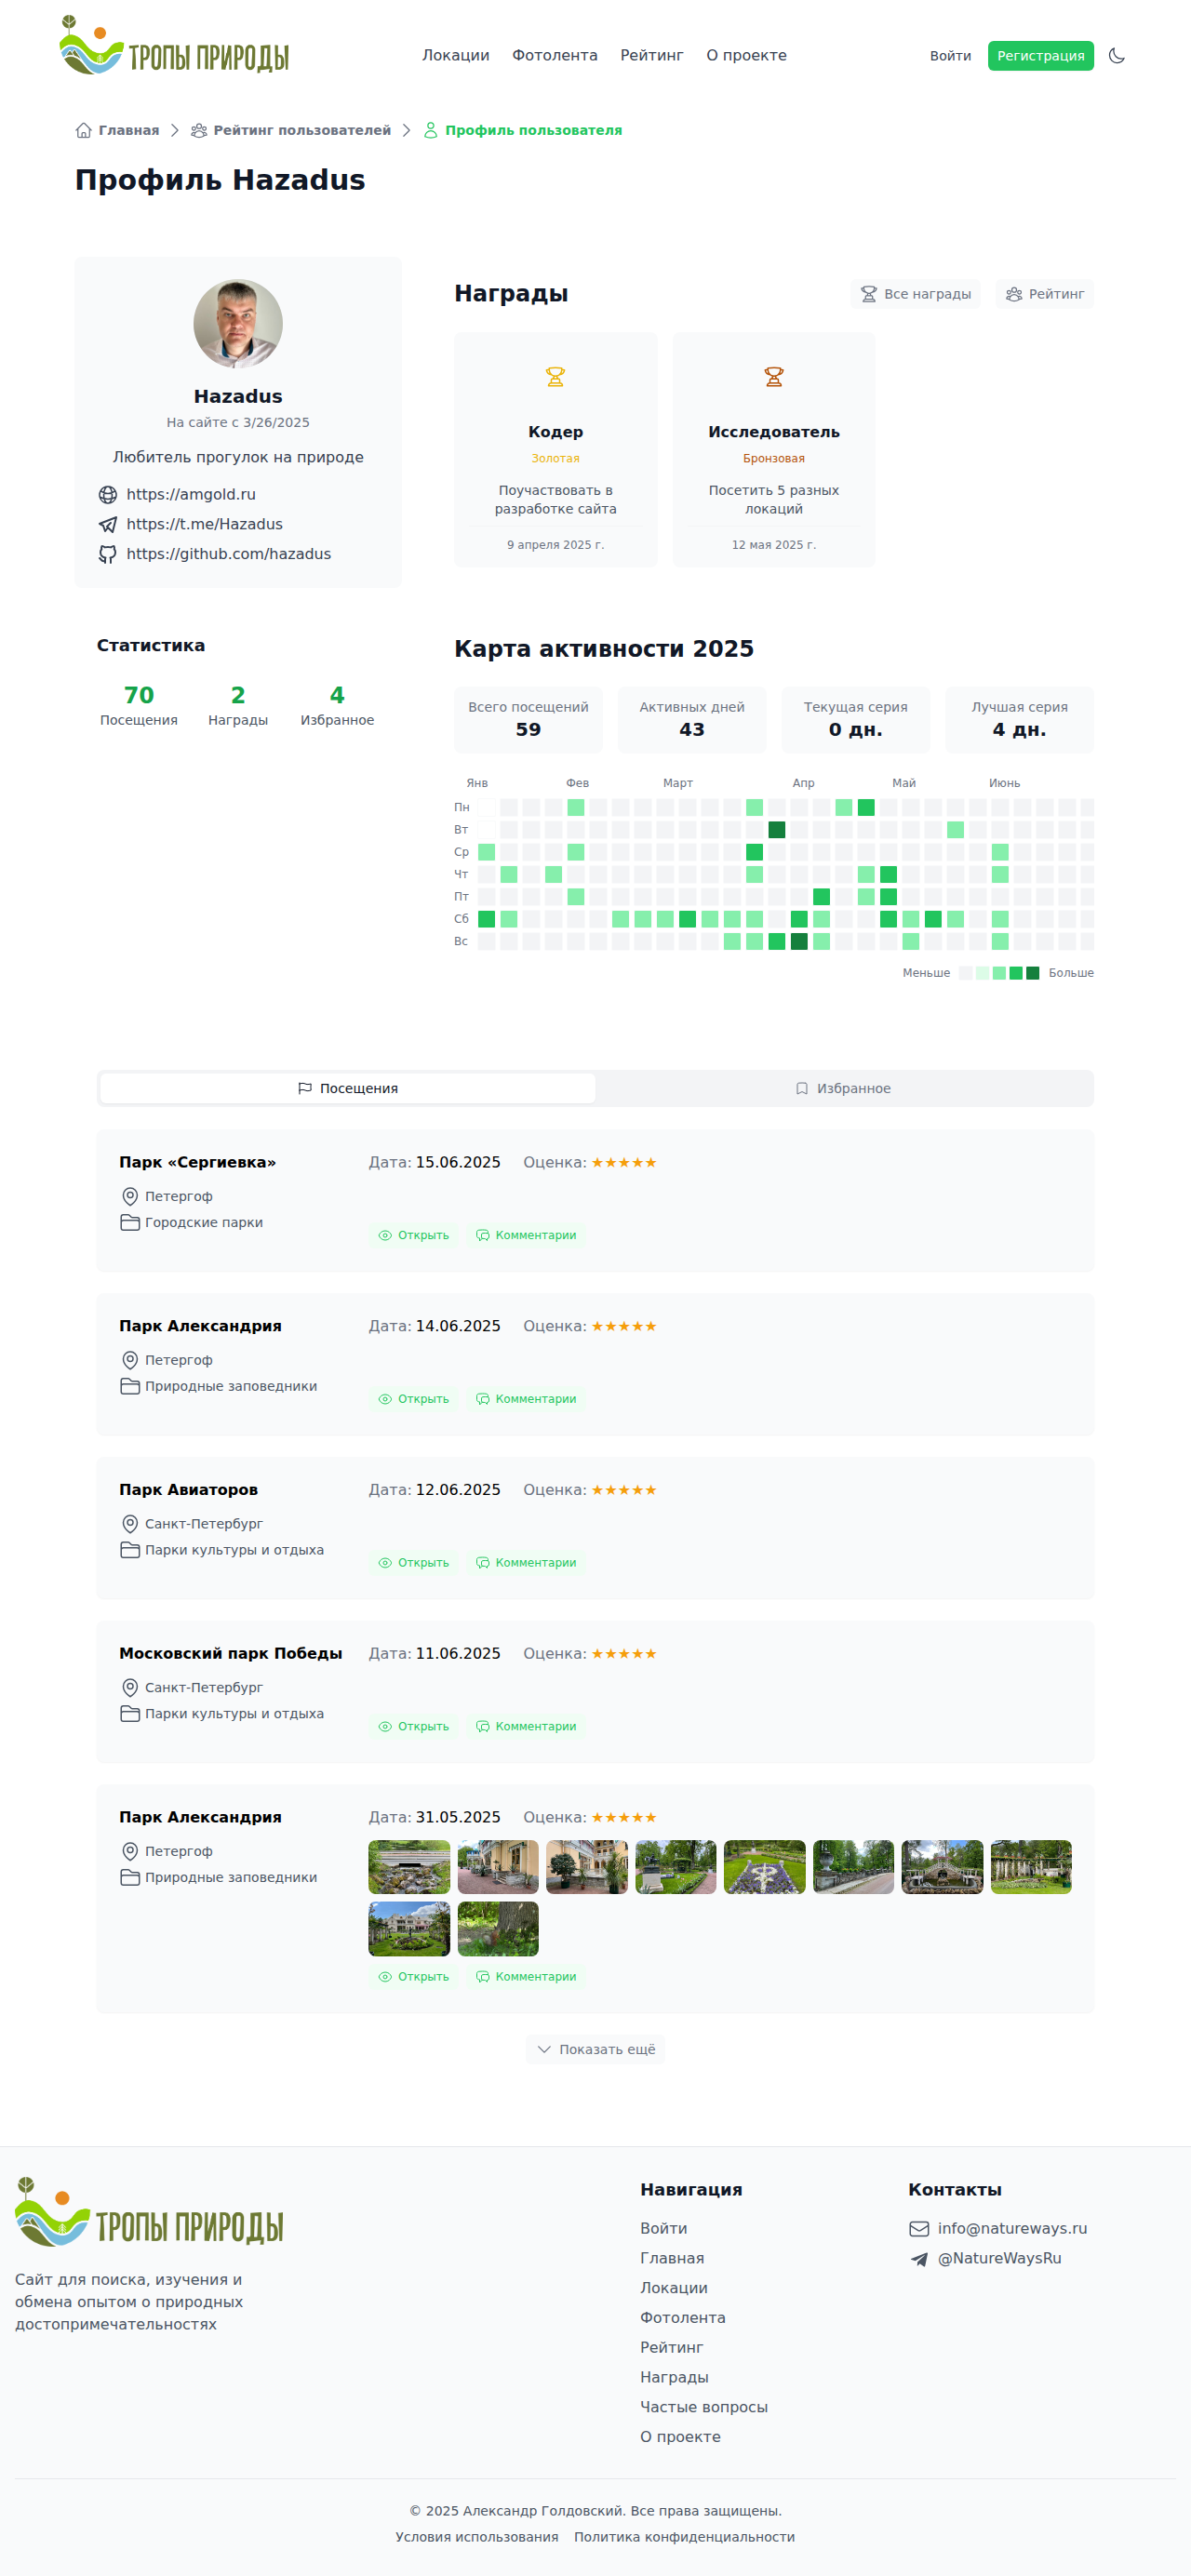 ТРОПЫ ПРИРОДЫ
Локации
Фотолента
Рейтинг
О проекте
Войти
Регистрация
Главная
Рейтинг пользователей
Профиль пользователя
Профиль Hazadus
Hazadus
На сайте с 3/26/2025
Любитель прогулок на природе
https://amgold.ru
https://t.me/Hazadus
https://github.com/hazadus
Награды
Все награды
Рейтинг
Кодер
Золотая
Поучаствовать в
разработке сайта
9 апреля 2025 г.
Исследователь
Бронзовая
Посетить 5 разных
локаций
12 мая 2025 г.
Статистика
70
Посещения
2
Награды
4
Избранное
Карта активности 2025
Всего посещений
59
Активных дней
43
Текущая серия
0 дн.
Лучшая серия
4 дн.
Янв
Фев
Март
Апр
Май
Июнь
Пн
Вт
Ср
Чт
Пт
Сб
Вс
Меньше
Больше
Посещения
Избранное
Парк «Сергиевка»
Петергоф
Городские парки
Дата: 15.06.2025
Оценка: ★★★★★
Открыть
Комментарии
Парк Александрия
Петергоф
Природные заповедники
Дата: 14.06.2025
Оценка: ★★★★★
Открыть
Комментарии
Парк Авиаторов
Санкт-Петербург
Парки культуры и отдыха
Дата: 12.06.2025
Оценка: ★★★★★
Открыть
Комментарии
Московский парк Победы
Санкт-Петербург
Парки культуры и отдыха
Дата: 11.06.2025
Оценка: ★★★★★
Открыть
Комментарии
Парк Александрия
Петергоф
Природные заповедники
Дата: 31.05.2025
Оценка: ★★★★★
Открыть
Комментарии
Показать ещё
ТРОПЫ ПРИРОДЫ
Сайт для поиска, изучения и
обмена опытом о природных
достопримечательностях
Навигация
Войти
Главная
Локации
Фотолента
Рейтинг
Награды
Частые вопросы
О проекте
Контакты
info@natureways.ru
@NatureWaysRu
© 2025 Александр Голдовский. Все права защищены.
Условия использования
Политика конфиденциальности